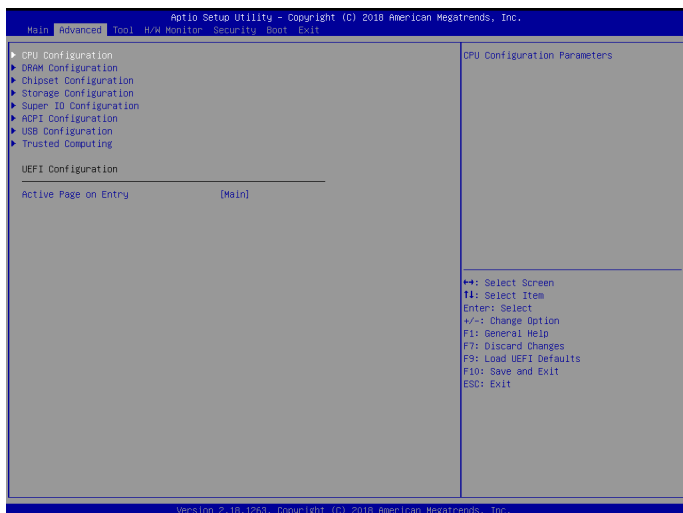 Aptio Setup Utility – Copyright (C) 2018 American Megatrends, Inc.
Main Advanced Tool H/W Monitor Security Boot Exit
CPU Configuration
DRAM Configuration
Chipset Configuration
Storage Configuration
Super IO Configuration
ACPI Configuration
USB Configuration
Trusted Computing
UEFI Configuration
Active Page on Entry [Main]
CPU Configuration Parameters
↔: Select Screen
↑↓: Select Item
Enter: Select
+/-: Change Option
F1: General Help
F7: Discard Changes
F9: Load UEFI Defaults
F10: Save and Exit
ESC: Exit
Version 2.18.1263. Copyright (C) 2018 American Megatrends, Inc.